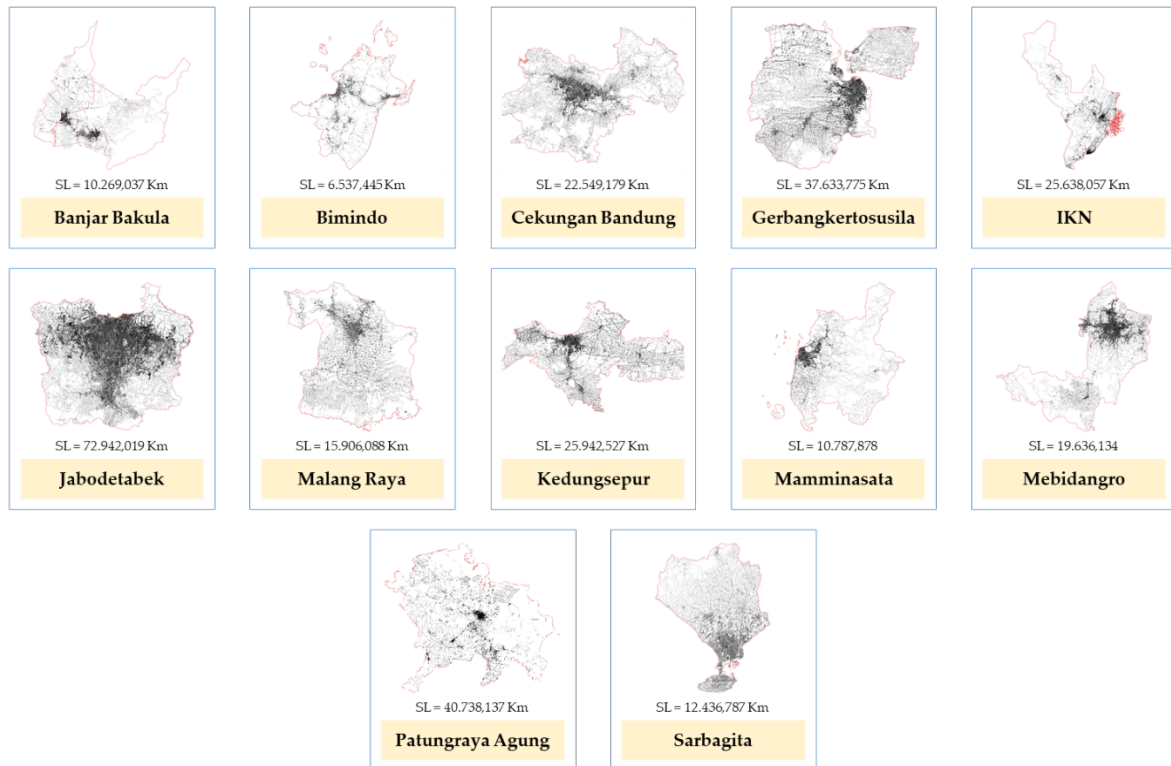 SL = 10.269,037 Km
Banjar Bakula
SL = 6.537,445 Km
Bimindo
SL = 22.549,179 Km
Cekungan Bandung
SL = 37.633,775 Km
Gerbangkertosusila
SL = 25.638,057 Km
IKN
SL = 72.942,019 Km
Jabodetabek
SL = 15.906,088 Km
Malang Raya
SL = 25.942,527 Km
Kedungsepur
SL = 10.787,878
Mamminasata
SL = 19.636,134
Mebidangro
SL = 40.738,137 Km
Patungraya Agung
SL = 12.436,787 Km
Sarbagita